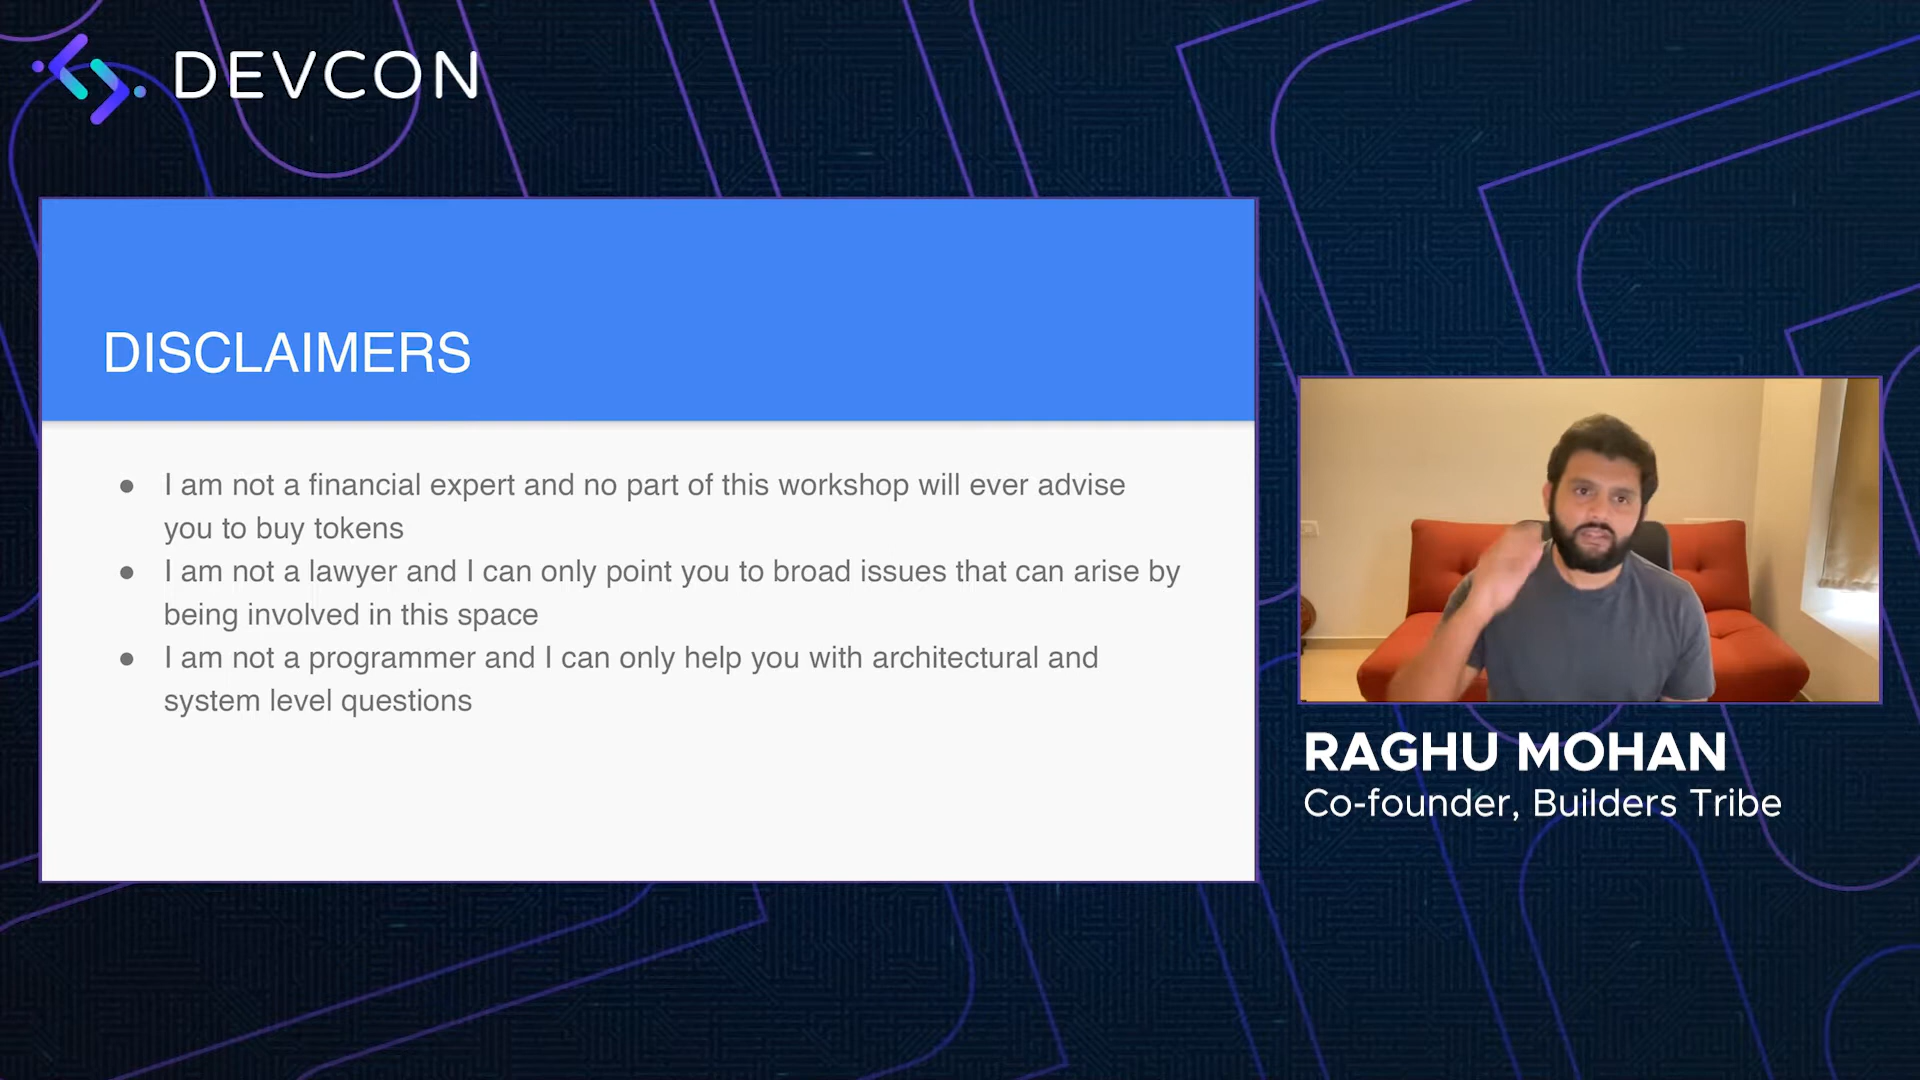 DEVCON
DISCLAIMERS
● I am not a financial expert and no part of this workshop will ever advise
you to buy tokens
● I am not a lawyer and I can only point you to broad issues that can arise by
being involved in this space
● I am not a programmer and I can only help you with architectural and
system level questions
RAGHU MOHAN
Co-founder, Builders Tribe